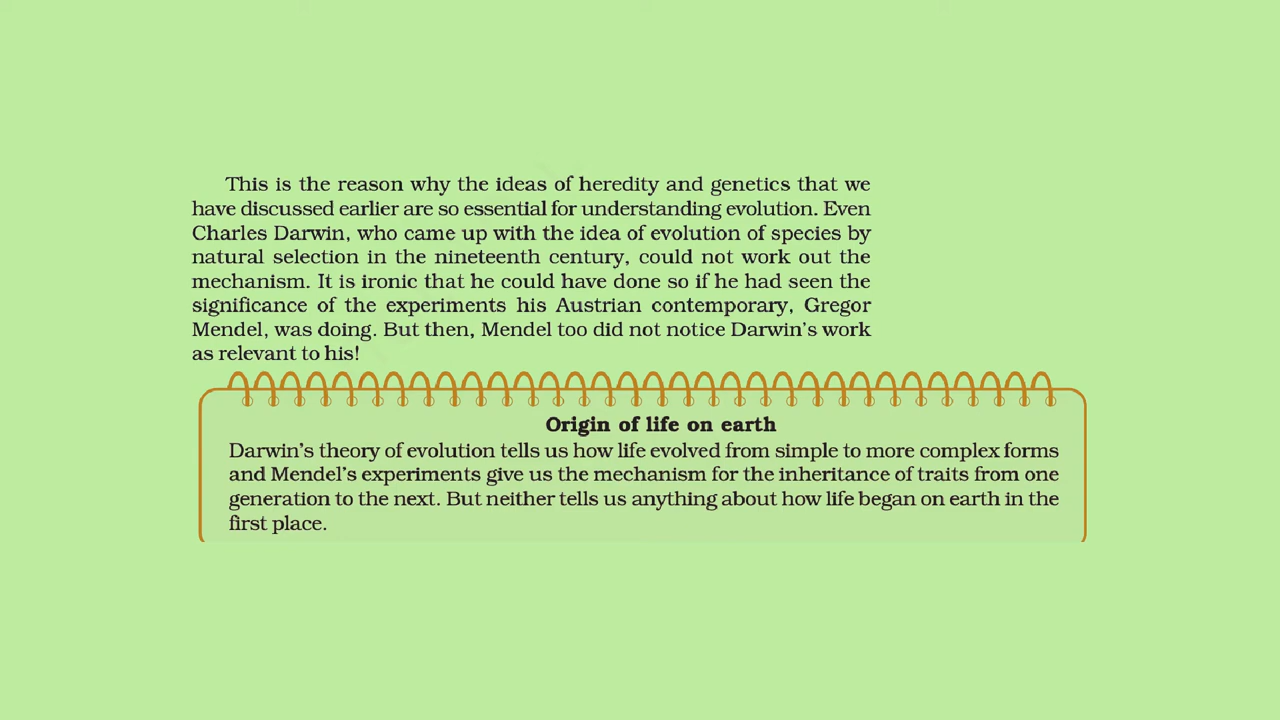 This is the reason why the ideas of heredity and genetics that we
have discussed earlier are so essential for understanding evolution. Even
Charles Darwin, who came up with the idea of evolution of species by
natural selection in the nineteenth century, could not work out the
mechanism. It is ironic that he could have done so if he had seen the
significance of the experiments his Austrian contemporary, Gregor
Mendel, was doing. But then, Mendel too did not notice Darwin's work
as relevant to his!
Origin of life on earth
Darwin's theory of evolution tells us how life evolved from simple to more complex forms
and Mendel's experiments give us the mechanism for the inheritance of traits from one
generation to the next. But neither tells us anything about how life began on earth in the
first place.